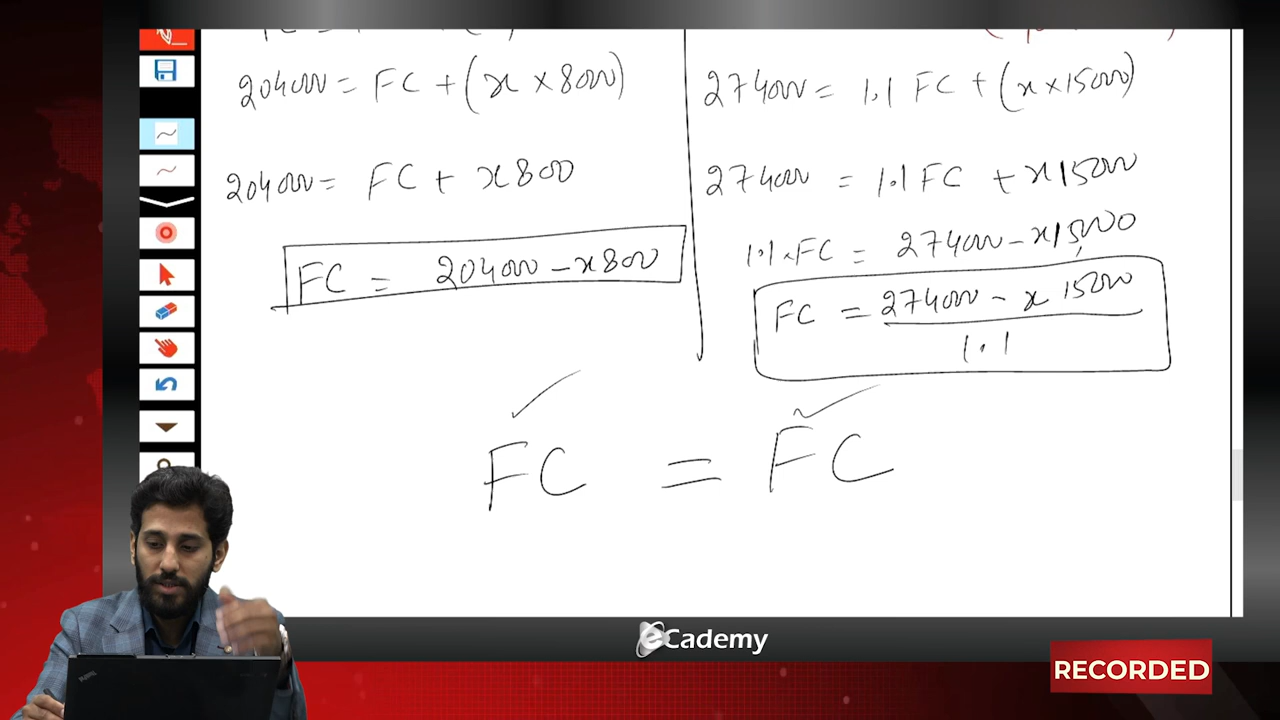 204000 = FC + (x × 8000)
204000 = FC + x8000
FC = 204000 - x8000
274000 = 1.1 FC + (x × 15000)
274000 = 1.1 FC + x15000
1.1.FC = 274000 - x15000
FC = 274000 - x 15000
1.1
FC = FC
eCademy
RECORDED